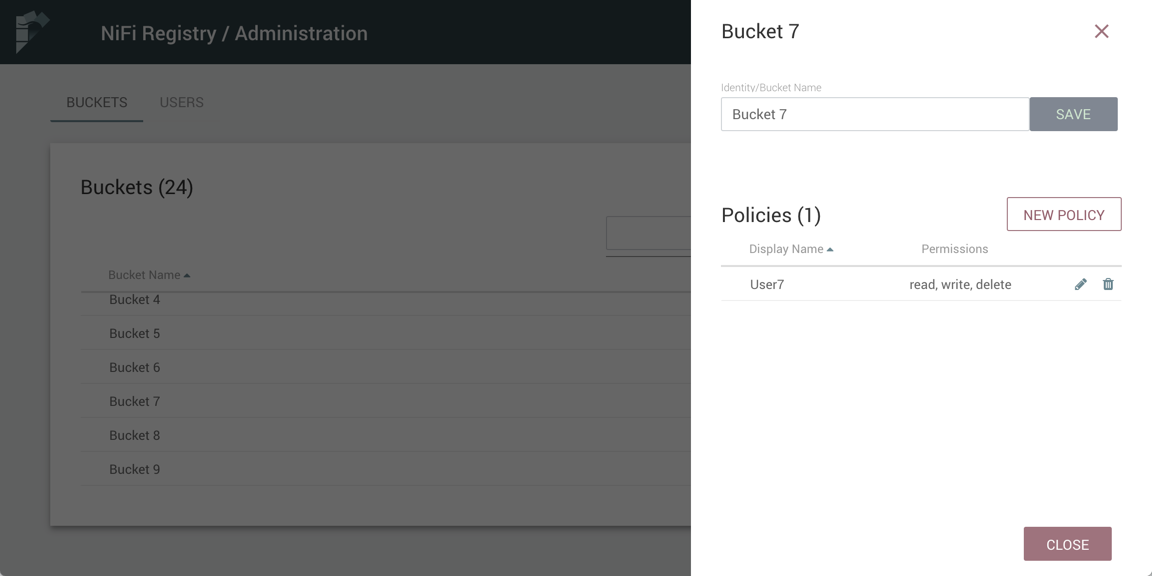 NiFi Registry / Administration
BUCKETS USERS
Buckets (24)
Bucket Name
Bucket 4
Bucket 5
Bucket 6
Bucket 7
Bucket 8
Bucket 9
Bucket 7
Identity/Bucket Name
Bucket 7 SAVE
Policies (1) NEW POLICY
Display Name Permissions
User7 read, write, delete
CLOSE